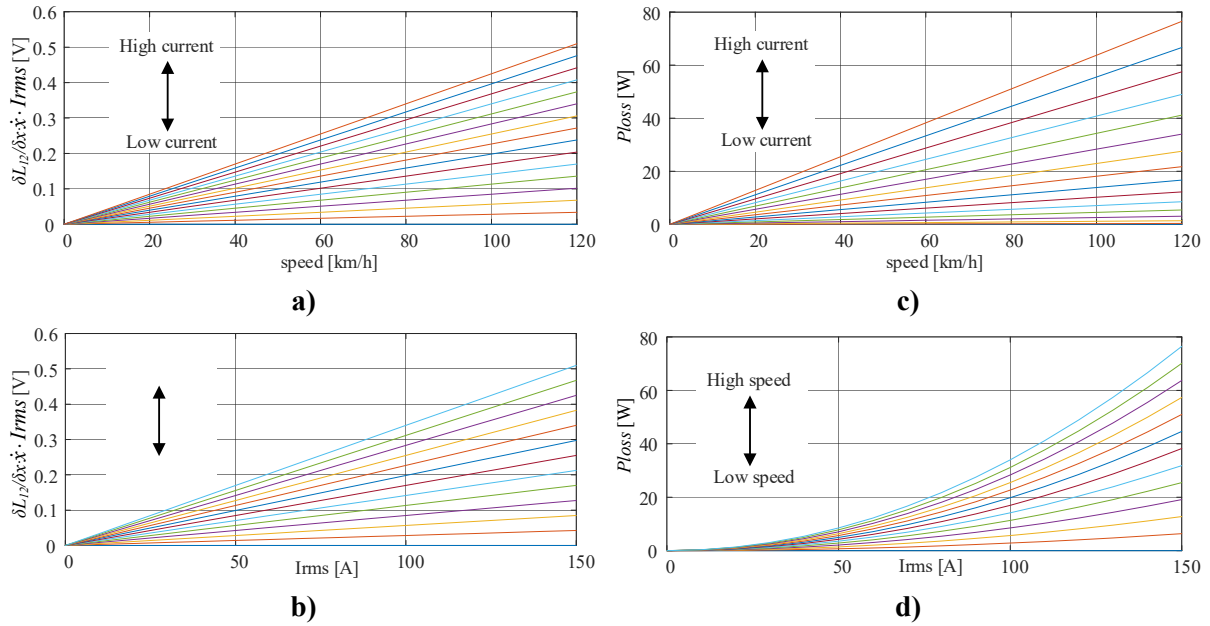 0.6
0.5
0.4
0.3
0.2
0.1
0
δL12/δx·ẋ· Irms [V]
High current
Low current
0 20 40 60 80 100 120
speed [km/h]
a)
80
60
40
20
0
Ploss [W]
High current
Low current
0 20 40 60 80 100 120
speed [km/h]
c)
0.6
0.5
0.4
0.3
0.2
0.1
0
δL12/δx·ẋ· Irms [V]
0 50 100 150
Irms [A]
b)
80
60
40
20
0
Ploss [W]
High speed
Low speed
0 50 100 150
Irms [A]
d)